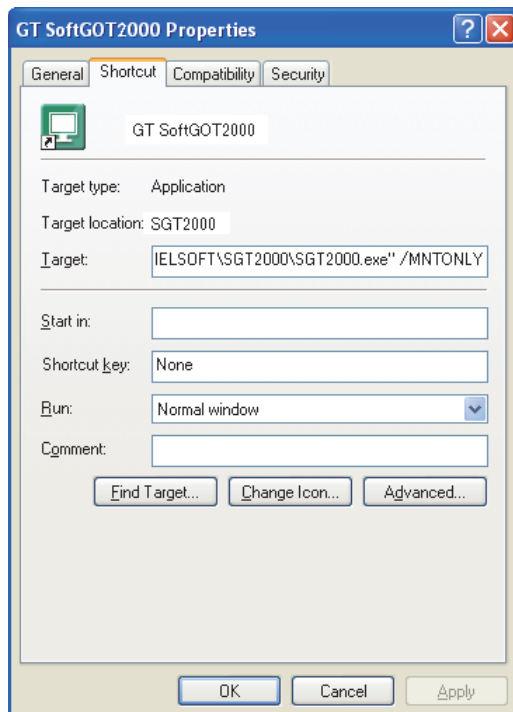 GT SoftGOT2000 Properties
General Shortcut Compatibility Security
GT SoftGOT2000
Target type: Application
Target location: SGT2000
Target: IELSOFT\SGT2000\SGT2000.exe" /MNTONLY
Start in:
Shortcut key: None
Run: Normal window
Comment:
Find Target... Change Icon... Advanced...
OK Cancel Apply